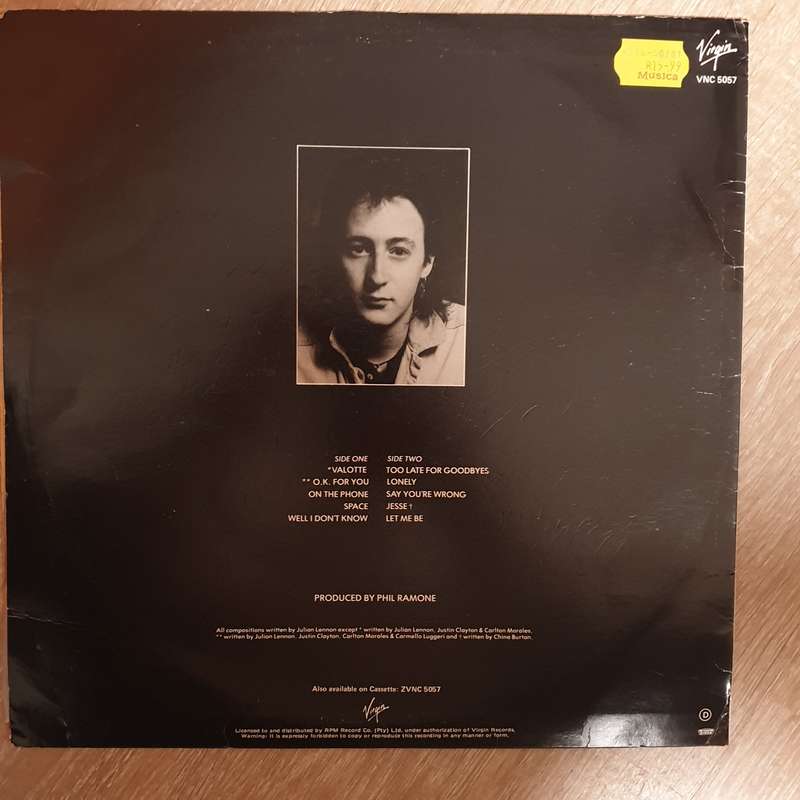 Virgin
VNC 5057
R15-99
Musica
SIDE ONE SIDE TWO
*VALOTTE TOO LATE FOR GOODBYES
** O.K. FOR YOU LONELY
ON THE PHONE SAY YOU'RE WRONG
SPACE JESSE †
WELL I DON'T KNOW LET ME BE
PRODUCED BY PHIL RAMONE
All compositions written by Julian Lennon except * written by Julian Lennon, Justin Clayton & Carlton Morales,
** written by Julian Lennon, Justin Clayton, Carlton Morales & Carmello Luggeri and † written by China Burton.
Also available on Cassette: ZVNC 5057
Virgin
D
Licensed to and distributed by RPM Record Co. (Pty) Ltd. under authorization of Virgin Records,
Warning: It is expressly forbidden to copy or reproduce this recording in any manner or form.